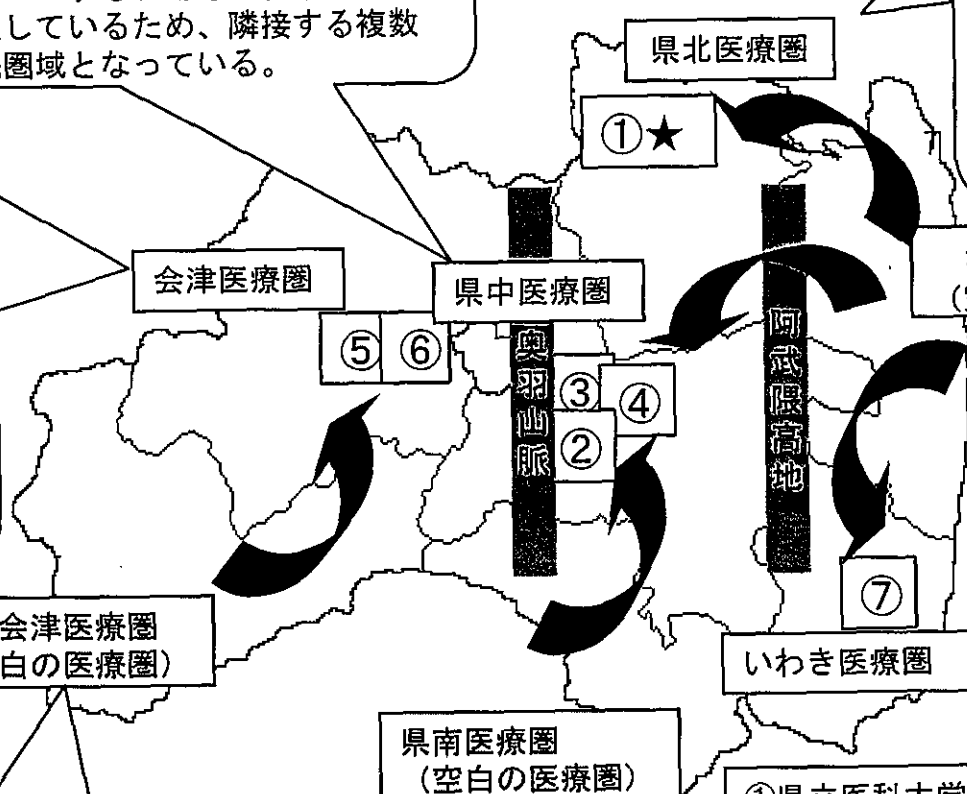 しているため、隣接する複数
圏域となっている。
県北医療圏
①★
会津医療圏
県中医療圏
⑤ ⑥
奥羽山脈
③
④
②
阿武隈高地
⑦
会津医療圏
白の医療圏)
いわき医療圏
県南医療圏
(空白の医療圏)
①県立医科大学